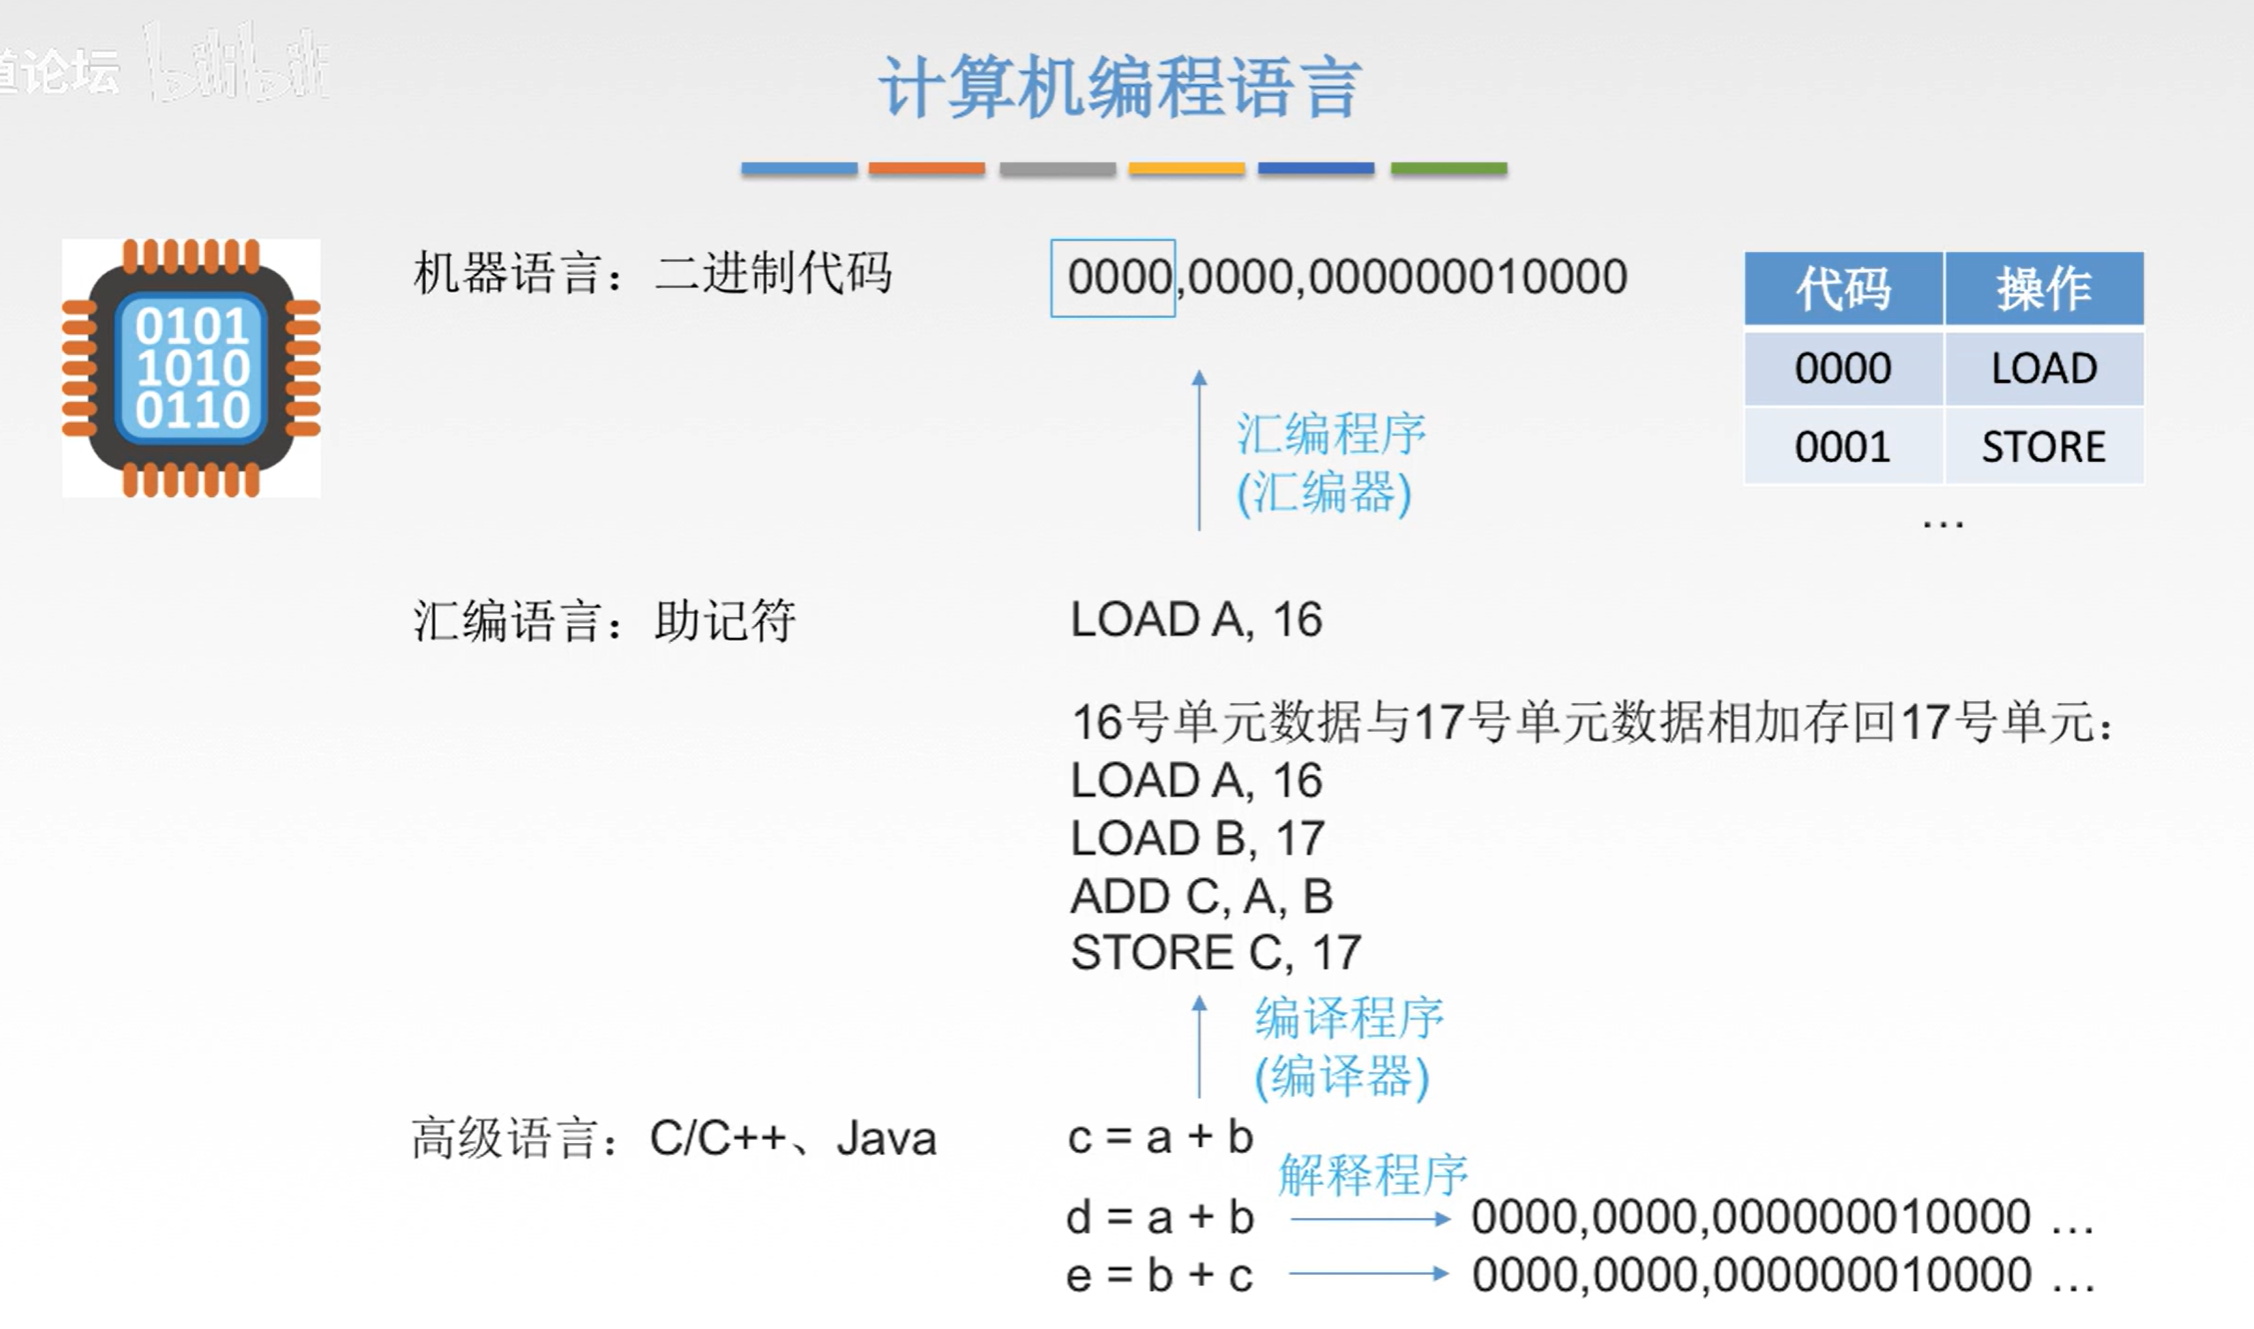 道论坛 bilibili
计算机编程语言
机器语言：二进制代码
0000,0000,000000010000
代码 操作
0000 LOAD
0001 STORE
…
0101
1010
0110
汇编程序
(汇编器)
汇编语言：助记符
LOAD A, 16
16号单元数据与17号单元数据相加存回17号单元：
LOAD A, 16
LOAD B, 17
ADD C, A, B
STORE C, 17
编译程序
(编译器)
高级语言：C/C++、Java
c = a + b
解释程序
d = a + b 0000,0000,000000010000 …
e = b + c 0000,0000,000000010000 …